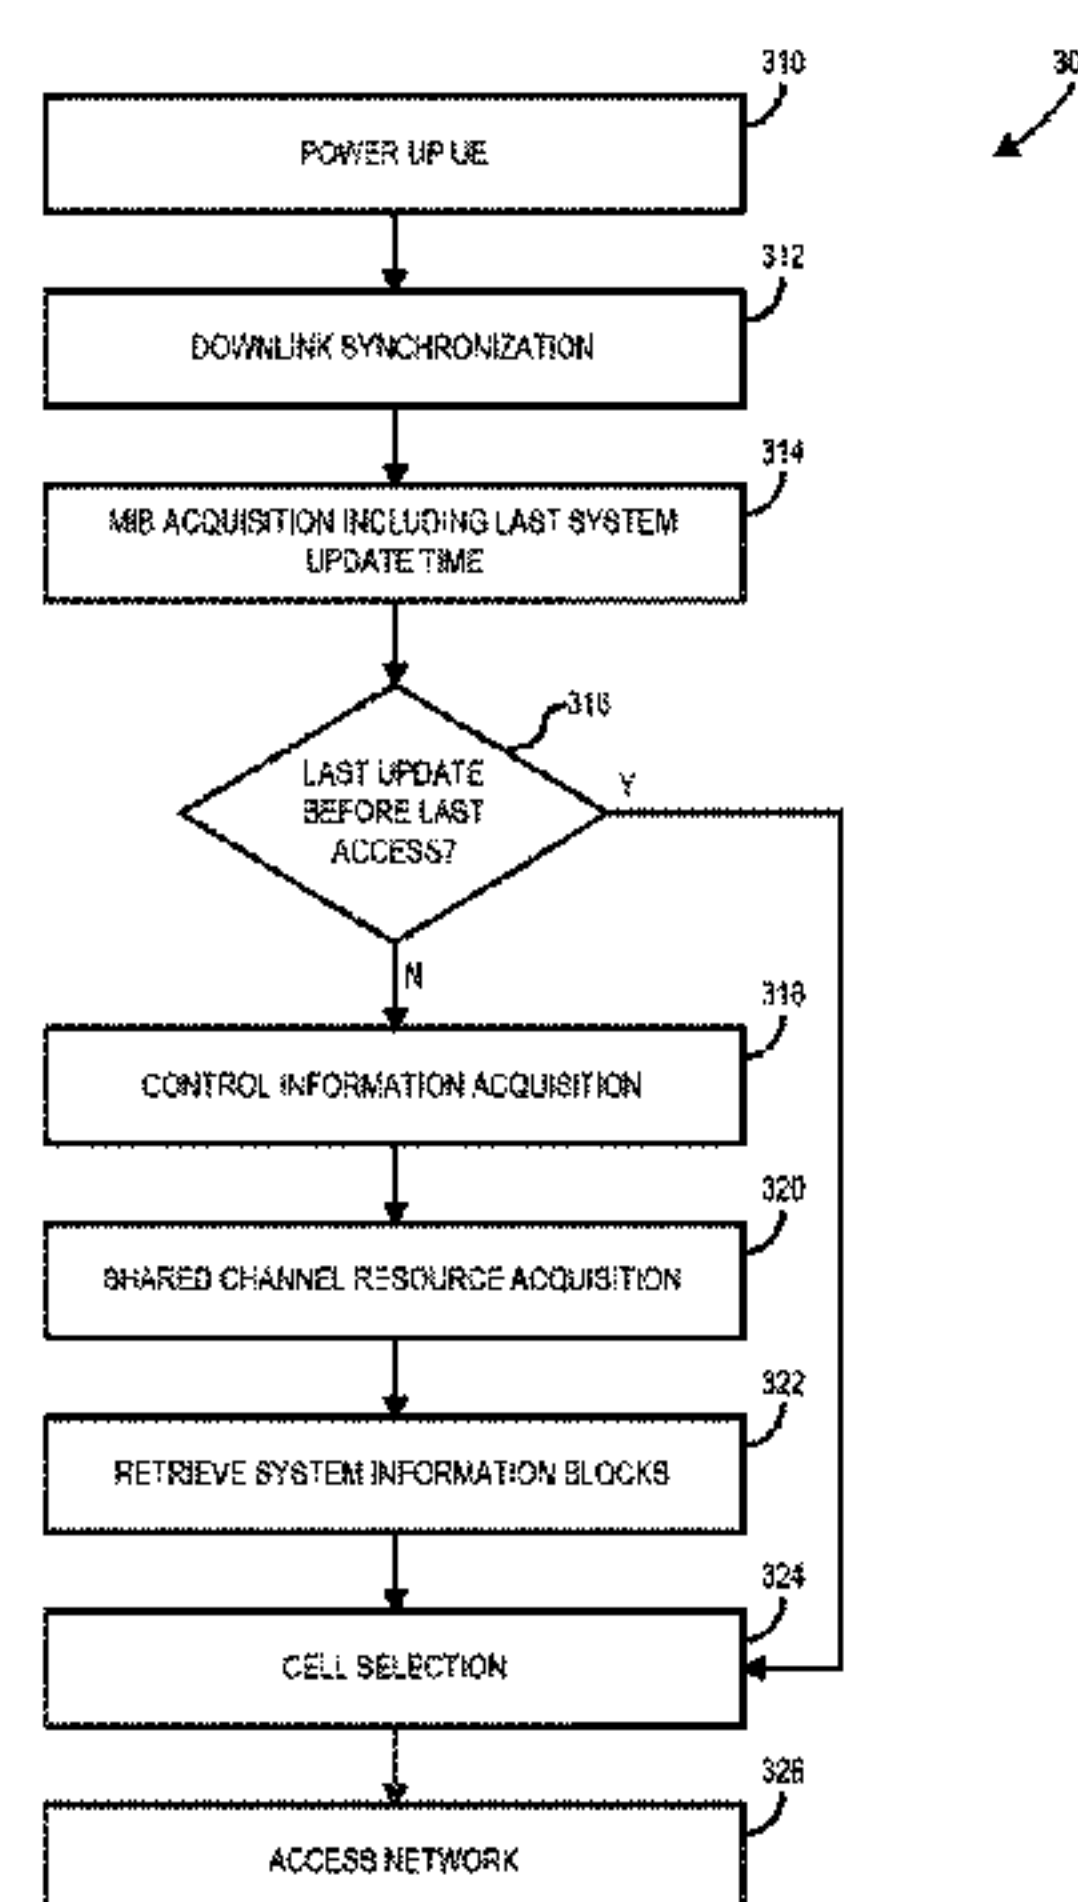 310
30
POWER UP UE
312
DOWNLINK SYNCHRONIZATION
314
MIB ACQUISITION INCLUDING LAST SYSTEM
UPDATE TIME
316
LAST UPDATE
BEFORE LAST
ACCESS?
Y
N
318
CONTROL INFORMATION ACQUISITION
320
SHARED CHANNEL RESOURCE ACQUISITION
322
RETRIEVE SYSTEM INFORMATION BLOCKS
324
CELL SELECTION
326
ACCESS NETWORK